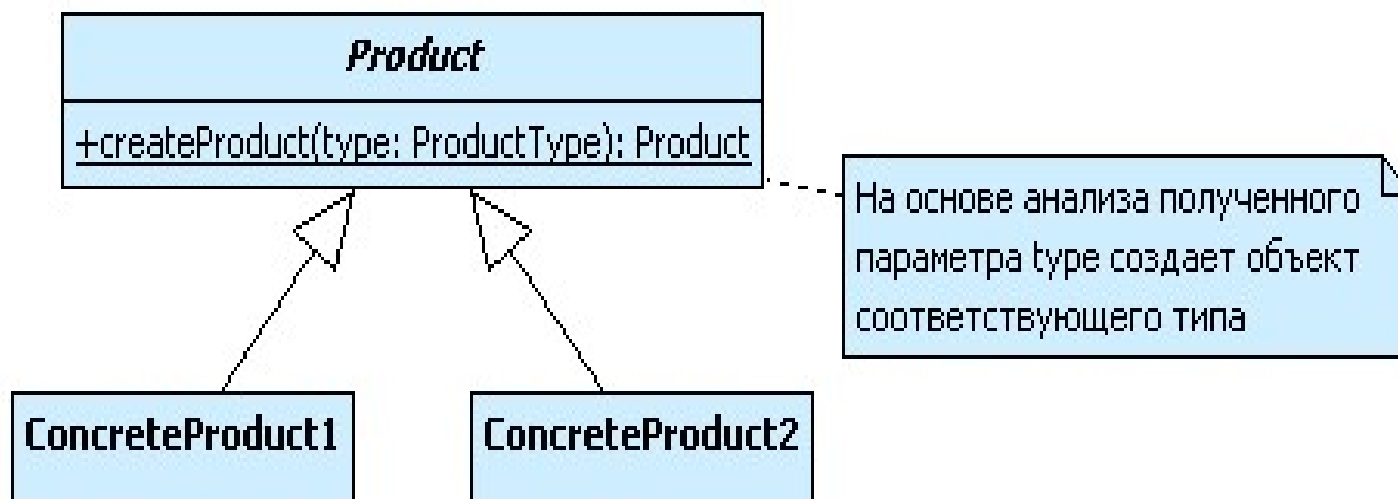 Product
+createProduct(type: ProductType): Product
На основе анализа полученного
параметра type создает объект
соответствующего типа
ConcreteProduct1
ConcreteProduct2